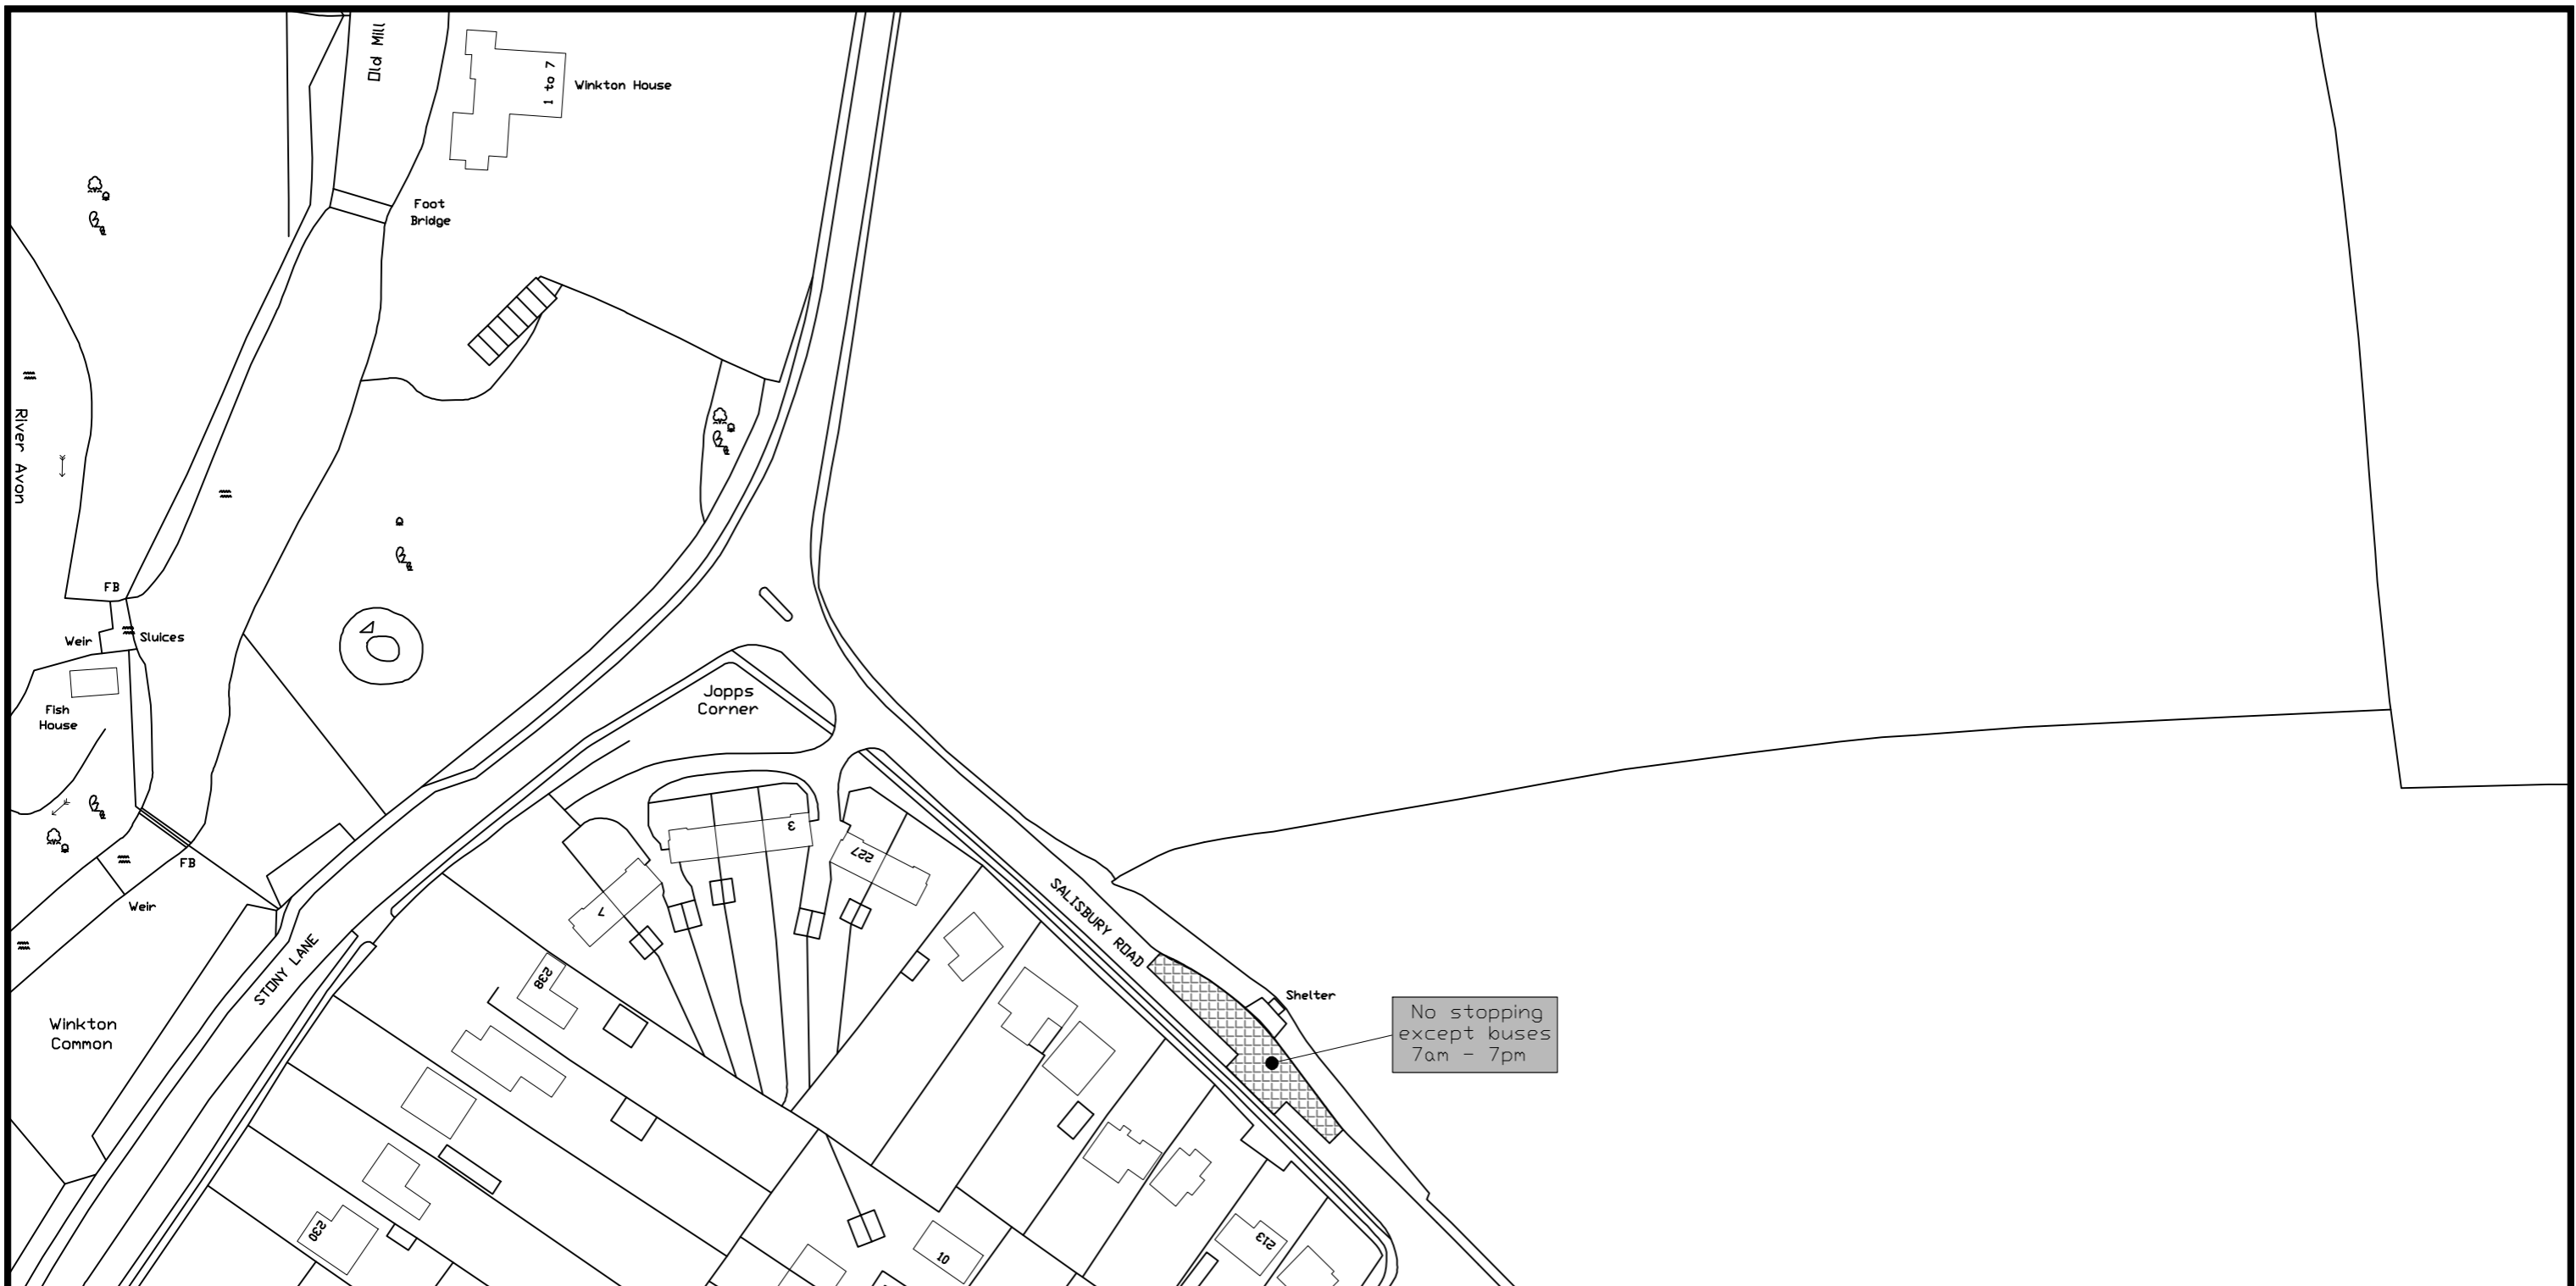 Old Mill
1 to 7
Winkton House
Foot
Bridge
River Avon
FB
Weir
Sluices
Fish
House
Jopps
Corner
3
227
7
FB
Weir
SALISBURY ROAD
STONY LANE
238
Shelter
No stopping
except buses
7am - 7pm
Winkton
Common
230
213
10